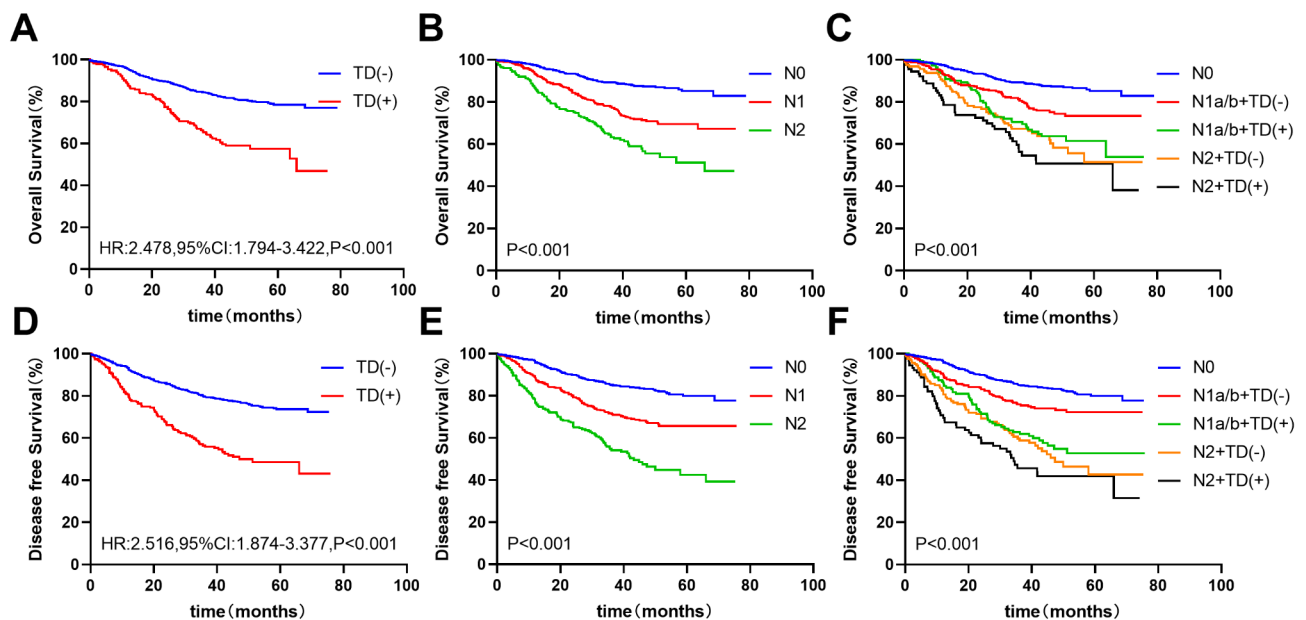 A
Overall Survival(%)
100
80
60
40
20
0
TD(-)
TD(+)
HR:2.478,95%CI:1.794-3.422,P<0.001
0 20 40 60 80 100
time(months)
B
Overall Survival(%)
100
80
60
40
20
0
N0
N1
N2
P<0.001
0 20 40 60 80 100
time(months)
C
Overall Survival(%)
100
80
60
40
20
0
N0
N1a/b+TD(-)
N1a/b+TD(+)
N2+TD(-)
N2+TD(+)
P<0.001
0 20 40 60 80 100
time(months)
D
Disease free Survival(%)
100
80
60
40
20
0
TD(-)
TD(+)
HR:2.516,95%CI:1.874-3.377,P<0.001
0 20 40 60 80 100
time(months)
E
Disease free Survival(%)
100
80
60
40
20
0
N0
N1
N2
P<0.001
0 20 40 60 80 100
time(months)
F
Disease free Survival(%)
100
80
60
40
20
0
N0
N1a/b+TD(-)
N1a/b+TD(+)
N2+TD(-)
N2+TD(+)
P<0.001
0 20 40 60 80 100
time(months)